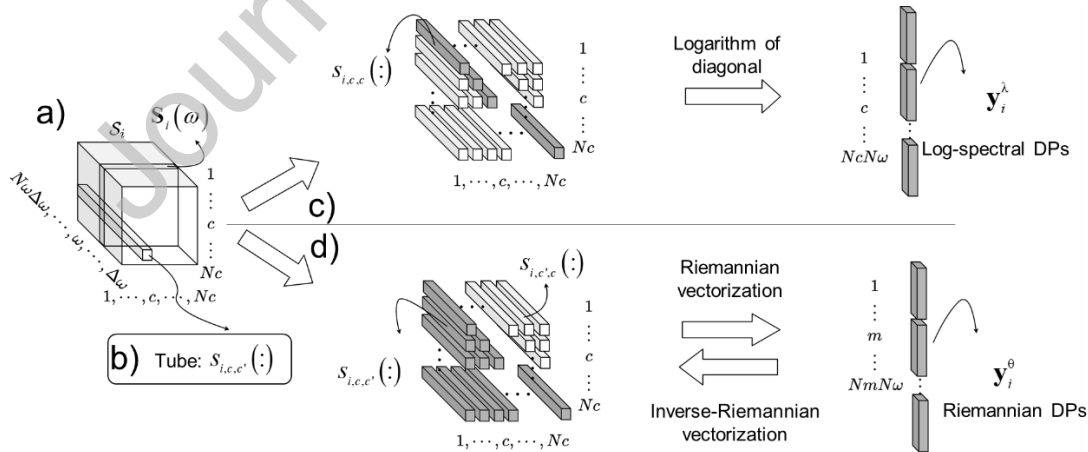 Journ
a)
S_i
S_i(ω)
NωΔω, ···, ω, ···, Δω
1
⋮
c
⋮
Nc
1, ···, c, ···, Nc
b) Tube: s_{i,c,c'}(:)
c)
s_{i,c,c}(:)
1
⋮
c
⋮
Nc
1, ···, c, ···, Nc
Logarithm of
diagonal
1
⋮
c
⋮
NcNω
y_i^λ
Log-spectral DPs
d)
s_{i,c',c}(:)
s_{i,c,c'}(:)
1
⋮
c
⋮
Nc
1, ···, c, ···, Nc
Riemannian
vectorization
Inverse-Riemannian
vectorization
1
⋮
m
⋮
NmNω
y_i^θ
Riemannian DPs